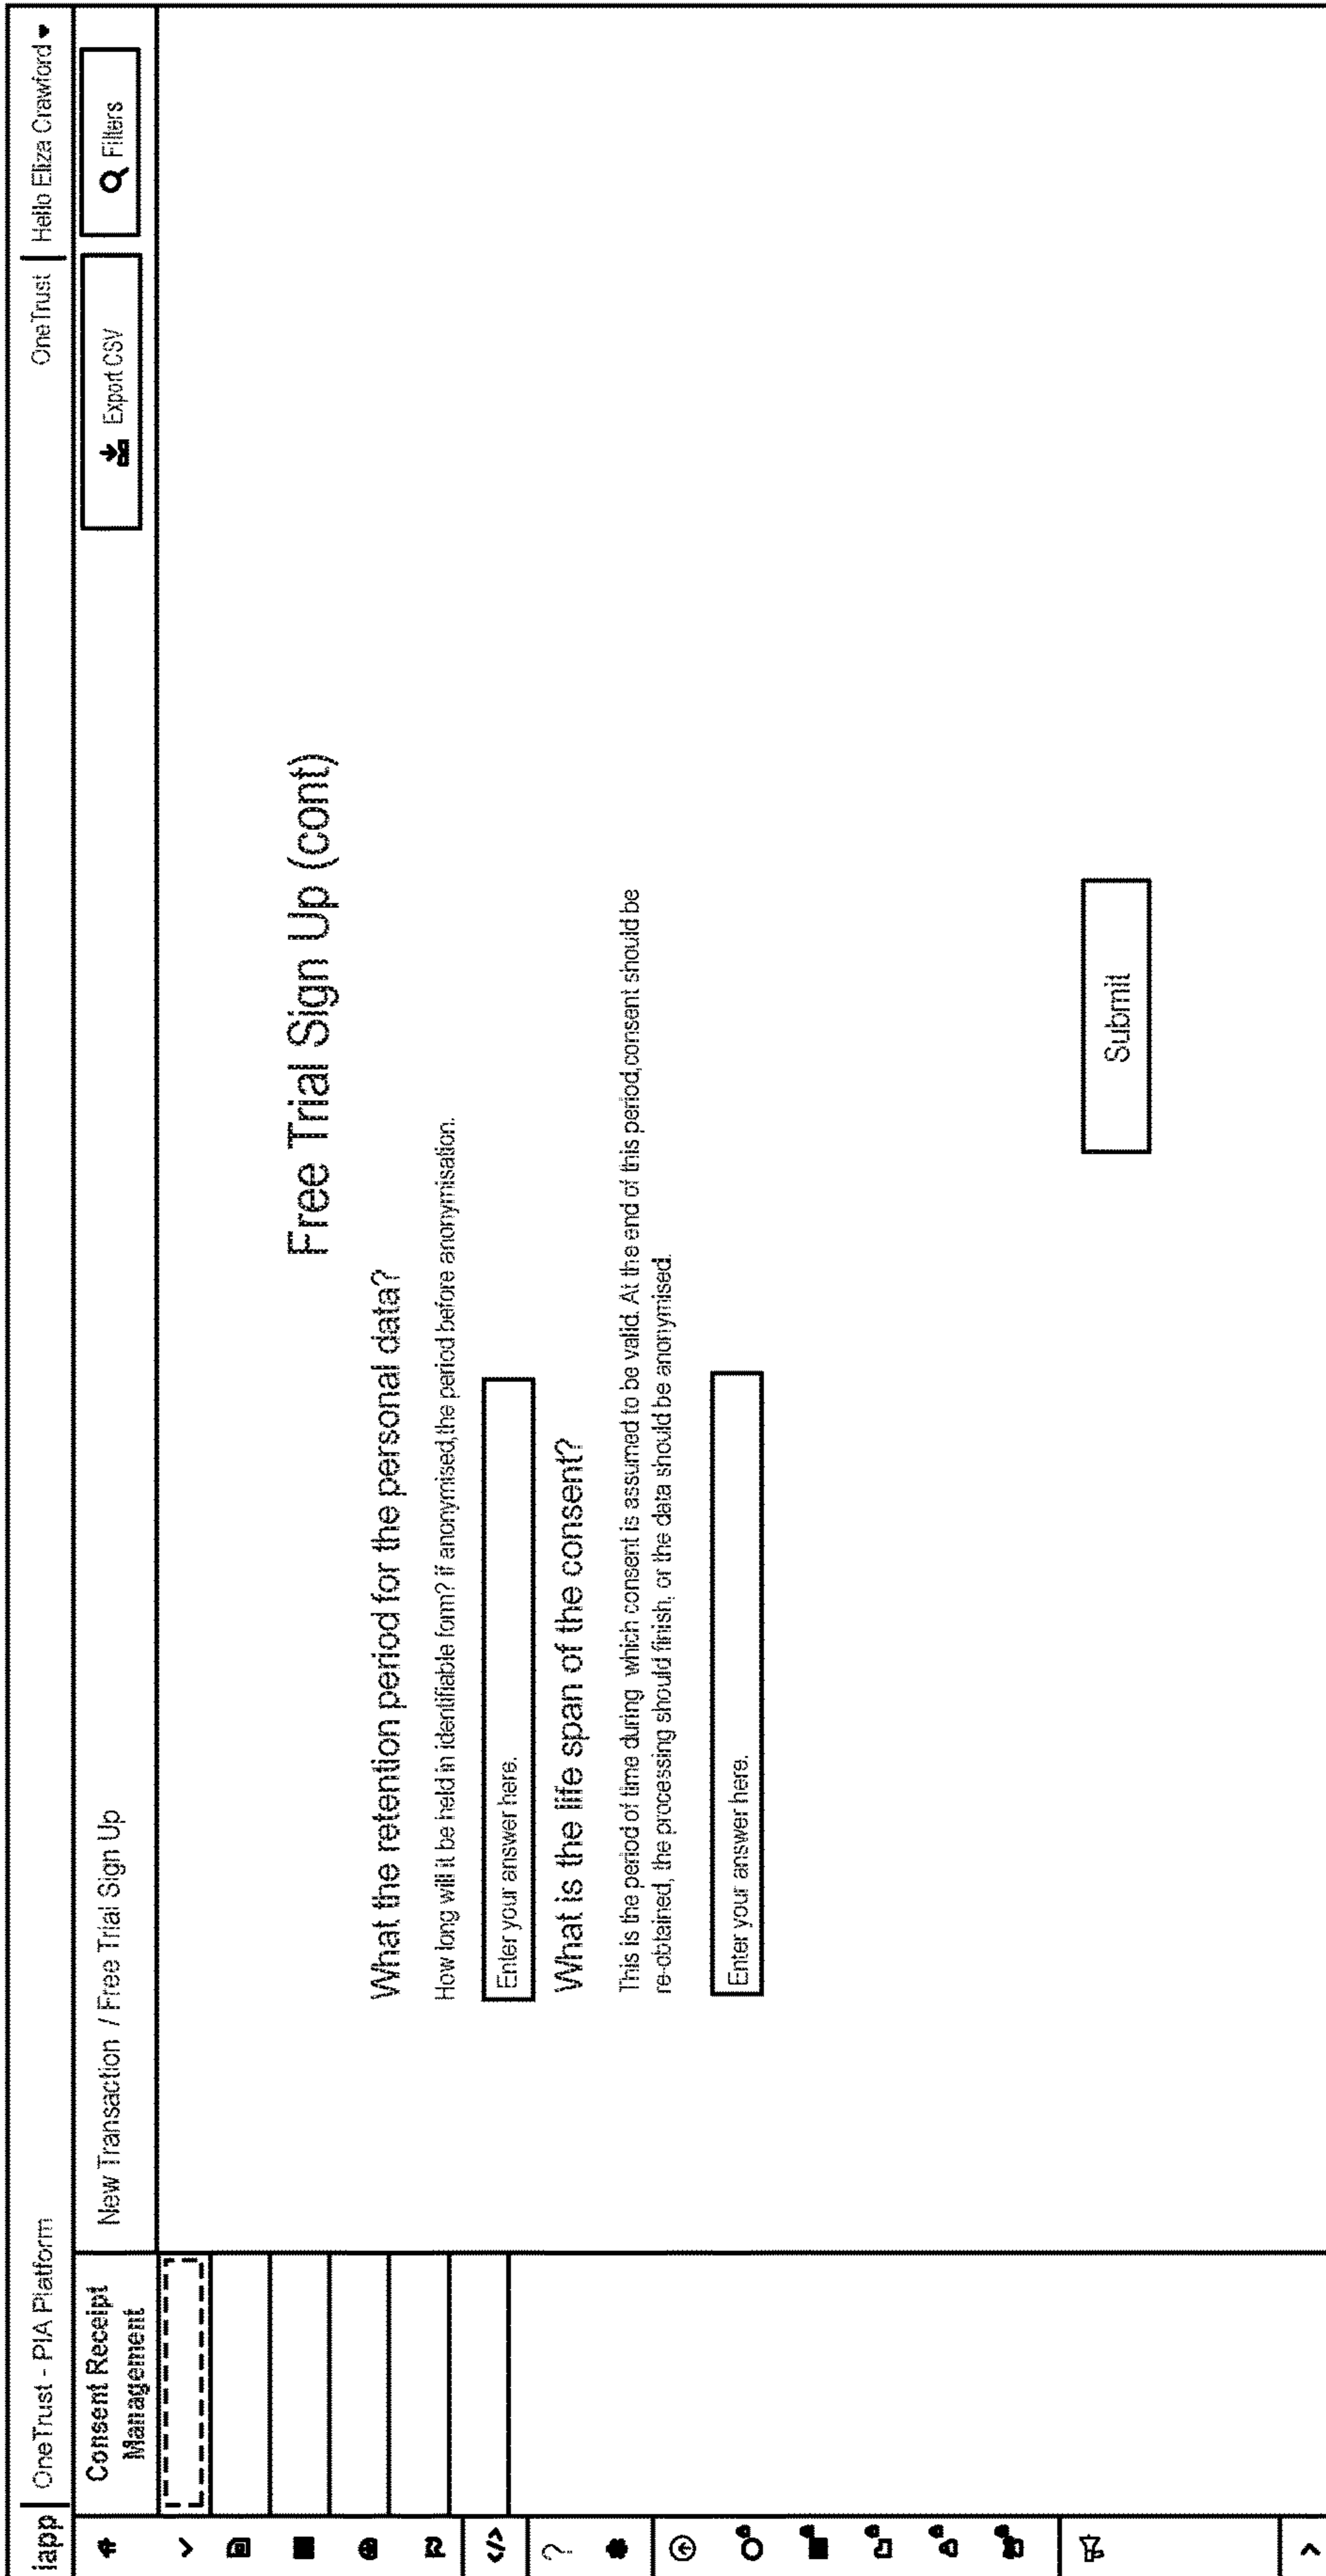 iapp | OneTrust - PIA Platform
OneTrust | Hello Eliza Crawford
Consent Receipt
Management
New Transaction / Free Trial Sign Up
Export CSV
Filters
Free Trial Sign Up (cont)
What the retention period for the personal data?
How long will it be held in identifiable form? If anonymised,the period before anonymisation.
Enter your answer here.
What is the life span of the consent?
This is the period of time during which consent is assumed to be valid. At the end of this period,consent should be
re-obtained, the processing should finish, or the data should be anonymised.
Enter your answer here.
Submit